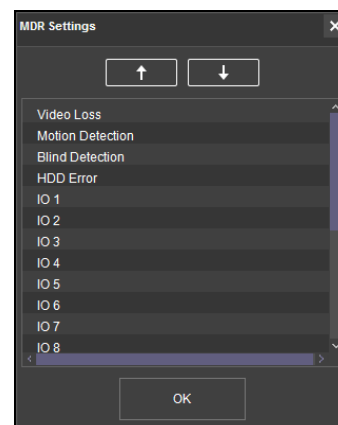 MDR Settings
Video Loss
Motion Detection
Blind Detection
HDD Error
IO 1
IO 2
IO 3
IO 4
IO 5
IO 6
IO 7
IO 8
OK